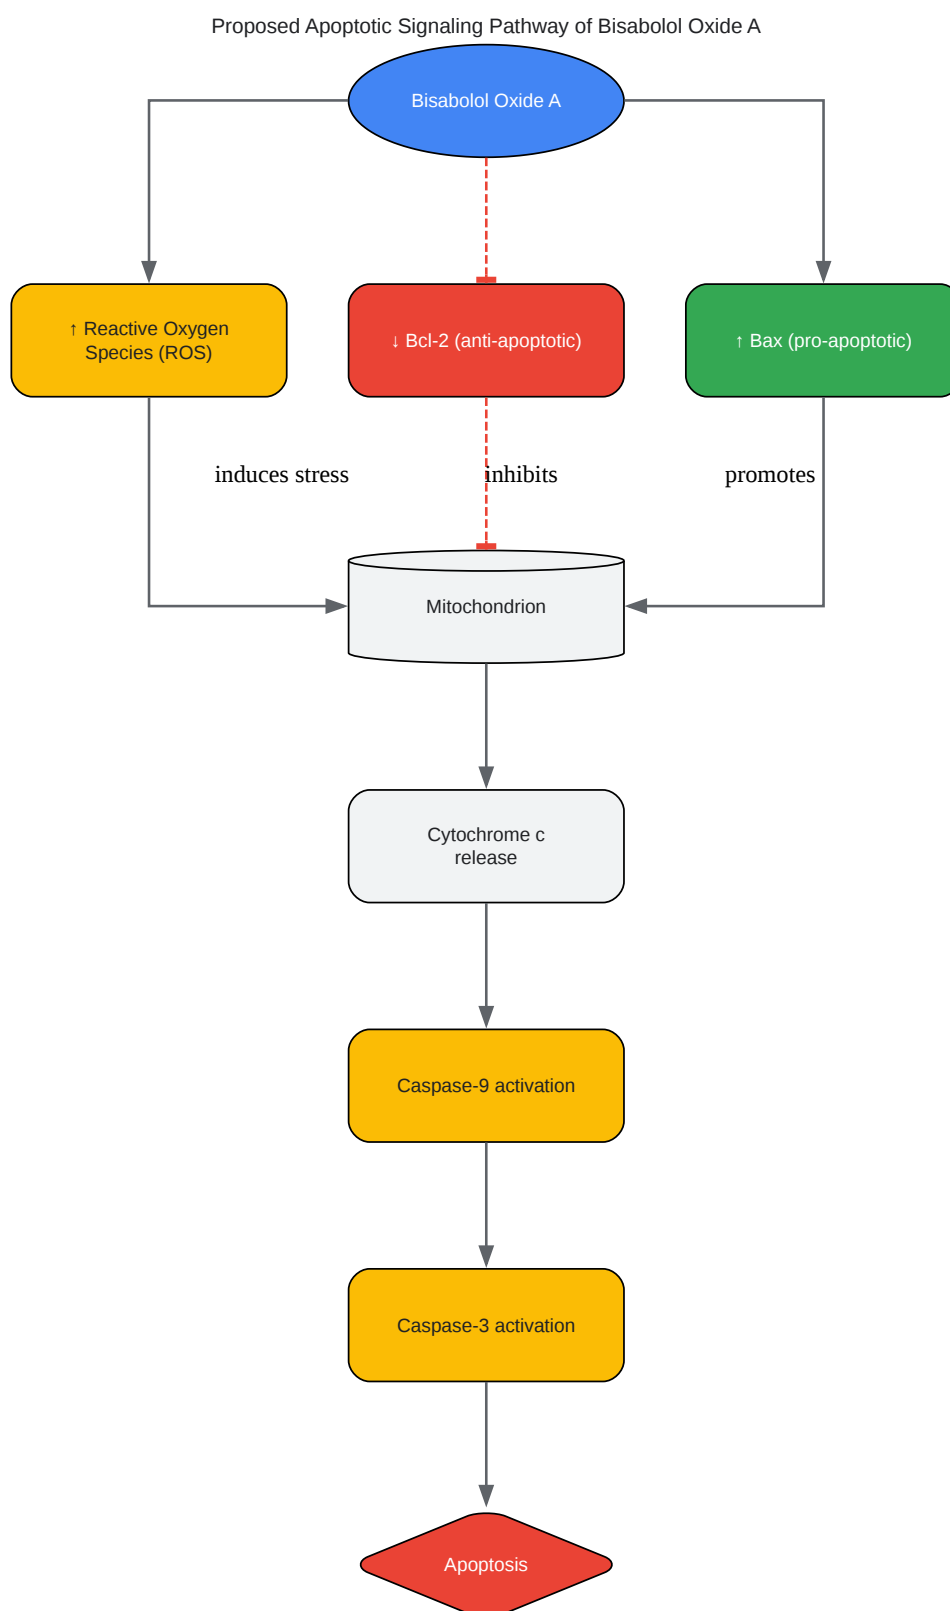 Proposed Apoptotic Signaling Pathway of Bisabolol Oxide A
Bisabolol Oxide A
↑ Reactive Oxygen
Species (ROS)
↓ Bcl-2 (anti-apoptotic)
↑ Bax (pro-apoptotic)
induces stress
inhibits
promotes
Mitochondrion
Cytochrome c
release
Caspase-9 activation
Caspase-3 activation
Apoptosis